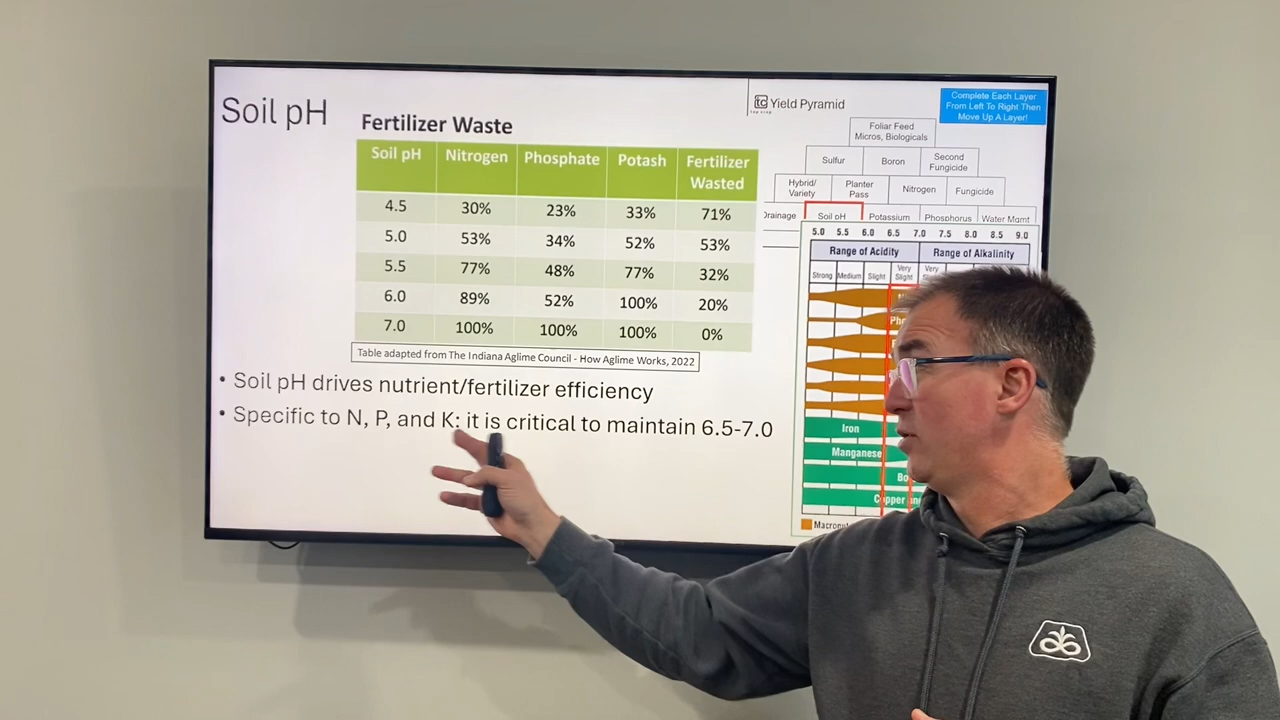 Soil pH
Fertilizer Waste
Soil pH Nitrogen Phosphate Potash Fertilizer Wasted
4.5 30% 23% 33% 71%
5.0 53% 34% 52% 53%
5.5 77% 48% 77% 32%
6.0 89% 52% 100% 20%
7.0 100% 100% 100% 0%
Table adapted from The Indiana Aglime Council - How Aglime Works, 2022
• Soil pH drives nutrient/fertilizer efficiency
• Specific to N, P, and K: it is critical to maintain 6.5-7.0
tc Yield Pyramid
top crop
Complete Each Layer
From Left To Right Then
Move Up A Layer!
Foliar Feed
Micros, Biologicals
Sulfur Boron Second Fungicide
Hybrid/ Variety Planter Pass Nitrogen Fungicide
Drainage Soil pH Potassium Phosphorus Water Mgmt
5.0 5.5 6.0 6.5 7.0 7.5 8.0 8.5 9.0
Range of Acidity Range of Alkalinity
Strong Medium Slight Very Slight Very
Iron
Manganese